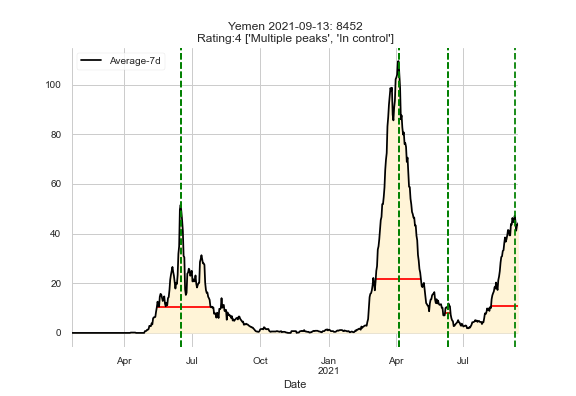 Yemen 2021-09-13: 8452
Rating:4 ['Multiple peaks', 'In control']
Average-7d
100
80
60
40
20
0
Apr Jul Oct Jan Apr Jul
2021
Date